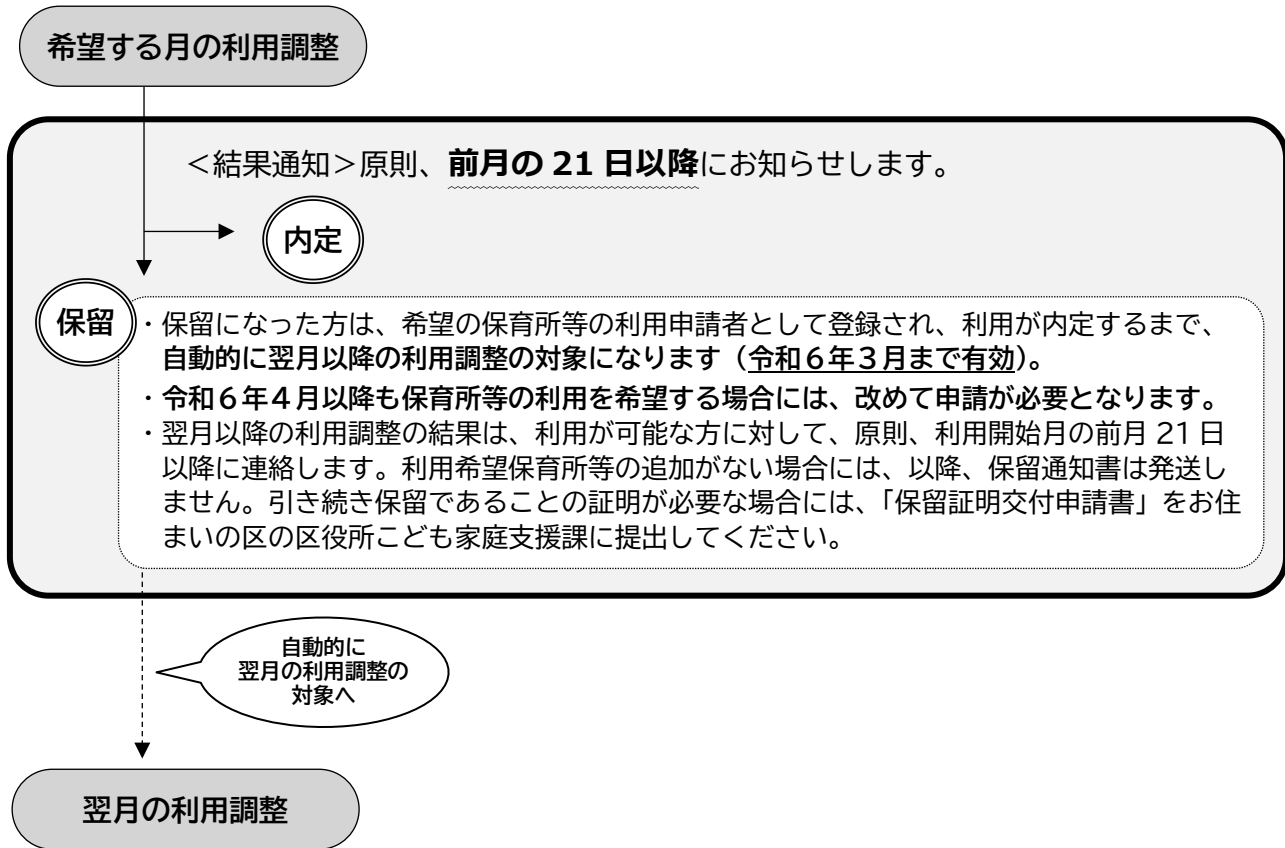 希望する月の利用調整
＜結果通知＞原則、前月の 21 日以降にお知らせします。
内定
保留
・保留になった方は、希望の保育所等の利用申請者として登録され、利用が内定するまで、
自動的に翌月以降の利用調整の対象になります（令和６年３月まで有効）。
・令和６年４月以降も保育所等の利用を希望する場合には、改めて申請が必要となります。
・翌月以降の利用調整の結果は、利用が可能な方に対して、原則、利用開始月の前月 21 日
以降に連絡します。利用希望保育所等の追加がない場合には、以降、保留通知書は発送し
ません。引き続き保留であることの証明が必要な場合には、「保留証明交付申請書」をお住
まいの区の区役所こども家庭支援課に提出してください。
自動的に
翌月の利用調整の
対象へ
翌月の利用調整